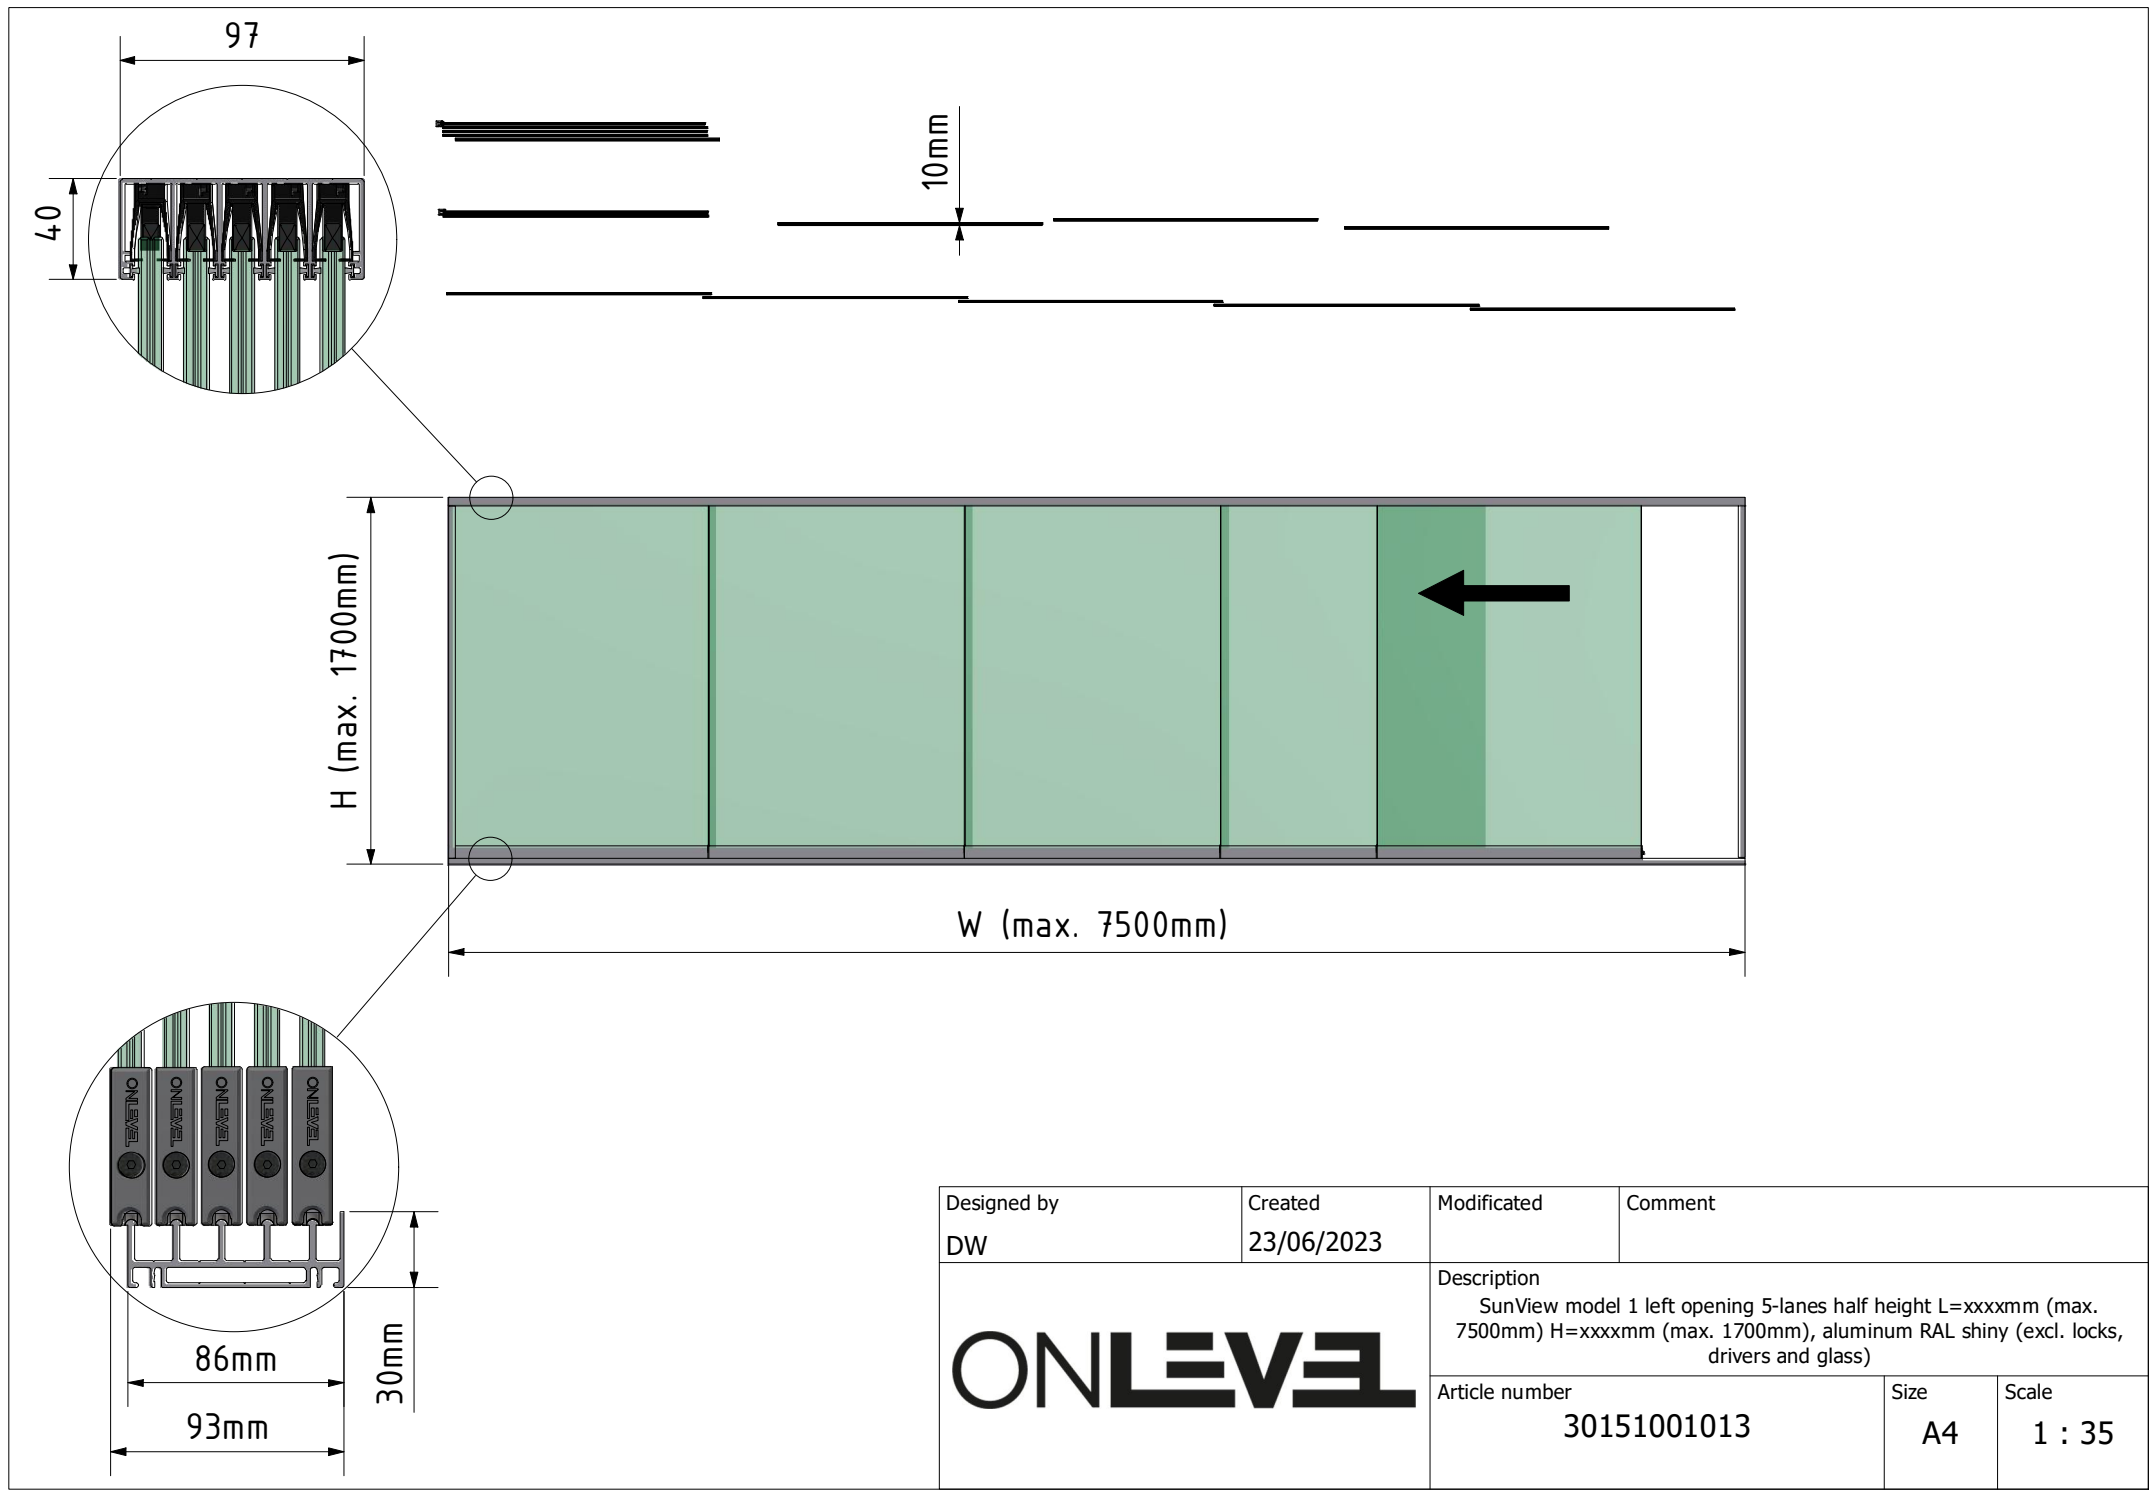 97
40
10mm
H (max. 1700mm)
W (max. 7500mm)
ONLEVEL ONLEVEL ONLEVEL ONLEVEL ONLEVEL
30mm
86mm
93mm
Designed by
DW
Created
23/06/2023
Modificated
Comment
ONLEVEL
Description
SunView model 1 left opening 5-lanes half height L=xxxxmm (max.
7500mm) H=xxxxmm (max. 1700mm), aluminum RAL shiny (excl. locks,
drivers and glass)
Article number
30151001013
Size
A4
Scale
1 : 35